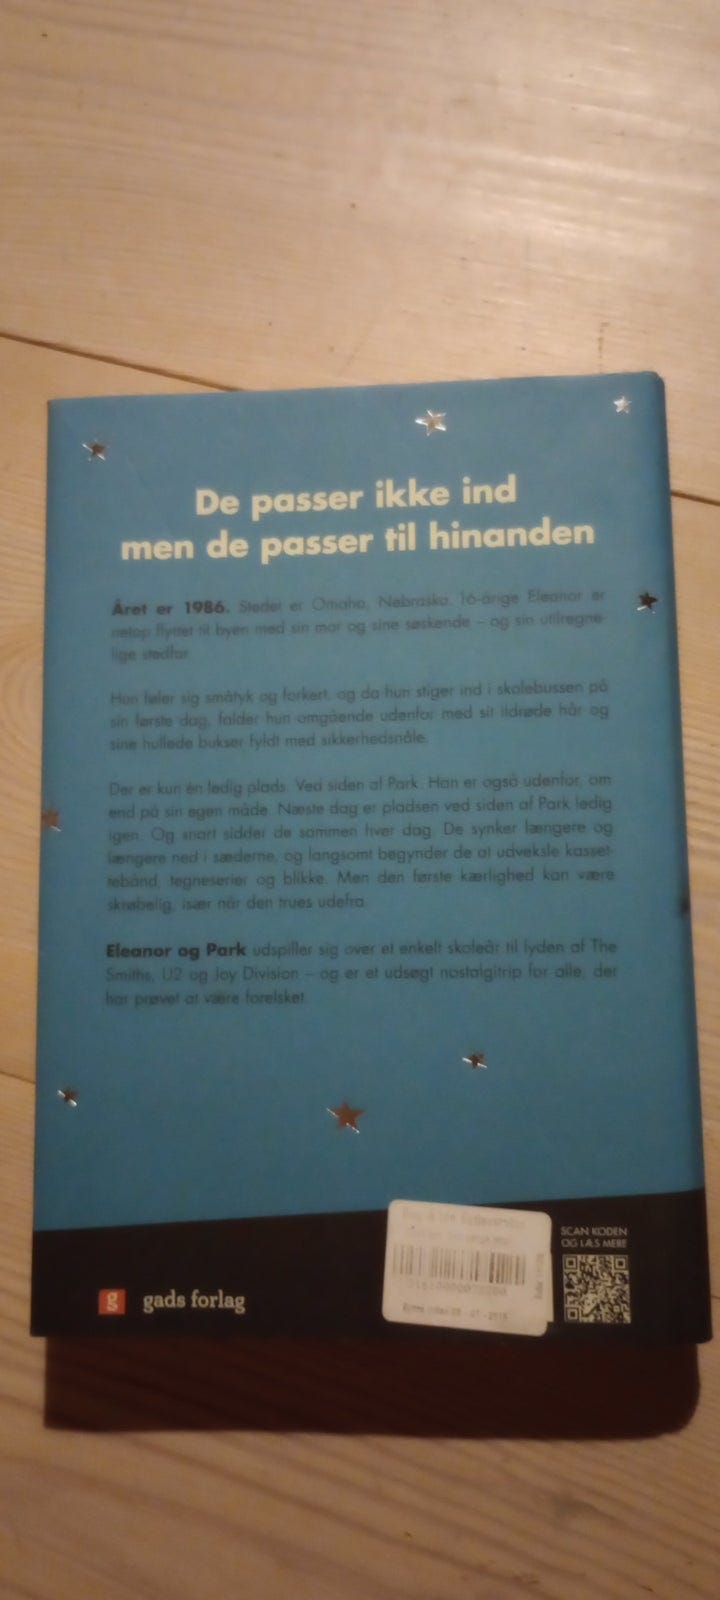 De passer ikke ind
men de passer til hinanden
Året er 1986. Stedet er Omaha, Nebraska. 16-årige Eleanor er
netop flyttet til byen med sin mor og sine søskende – og sin utilregne-
lige stedfar.
Hun føler sig småtyk og forkert, og da hun stiger ind i skolebussen på
sin første dag, falder hun omgående udenfor med sit ildrøde hår og
sine hullede bukser fyldt med sikkerhedsnåle.
Der er kun én ledig plads. Ved siden af Park. Han er også udenfor, om
end på sin egen måde. Næste dag er pladsen ved siden af Park ledig
igen. Og snart sidder de sammen hver dag. De synker længere og
længere ned i sæderne, og langsomt begynder de at udveksle kasset-
tebånd, tegneserier og blikke. Men den første kærlighed kan være
skrøbelig, især når den trues udefra.
Eleanor og Park udspiller sig over et enkelt skoleår til lyden af The
Smiths, U2 og Joy Division – og er et udsøgt nostalgitrip for alle, der
har prøvet at være forelsket.
SCAN KODEN
OG LÆS MERE
g gads forlag